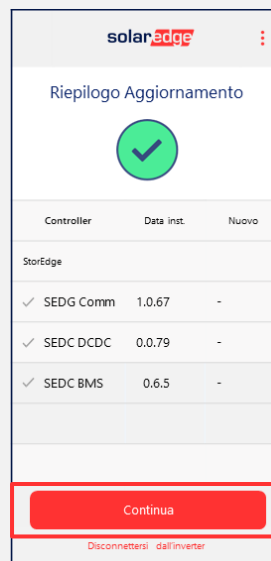 solaredge
Riepilogo Aggiornamento
Controller Data inst. Nuovo
StorEdge
SEDG Comm 1.0.67 -
SEDC DCDC 0.0.79 -
SEDC BMS 0.6.5 -
Continua
Disconnettersi dall'inverter